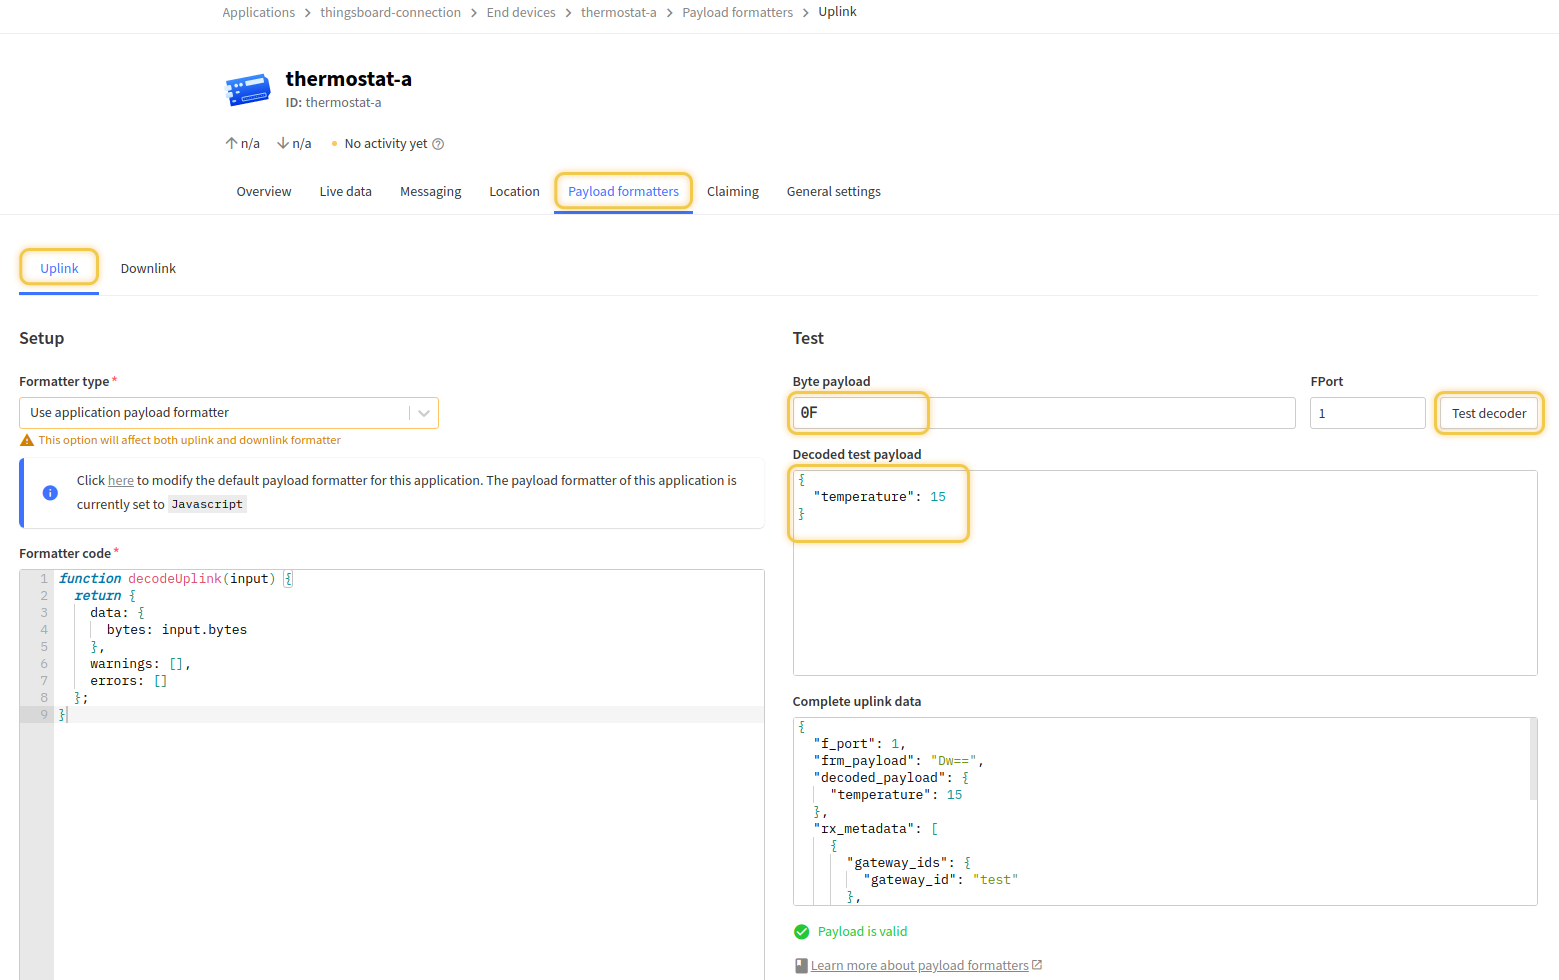 Applications > thingsboard-connection > End devices > thermostat-a > Payload formatters > Uplink
thermostat-a
ID: thermostat-a
n/a n/a No activity yet
Overview Live data Messaging Location Payload formatters Claiming General settings
Uplink Downlink
Setup
Formatter type *
Use application payload formatter
This option will affect both uplink and downlink formatter
Click here to modify the default payload formatter for this application. The payload formatter of this application is
currently set to Javascript
Formatter code *
1 function decodeUplink(input) {
2 return {
3 data: {
4 bytes: input.bytes
5 },
6 warnings: [],
7 errors: []
8 };
9 }
Test
Byte payload FPort
0F 1 Test decoder
Decoded test payload
{
"temperature": 15
}
Complete uplink data
{
"f_port": 1,
"frm_payload": "Dw==",
"decoded_payload": {
"temperature": 15
},
"rx_metadata": [
{
"gateway_ids": {
"gateway_id": "test"
},
Payload is valid
Learn more about payload formatters